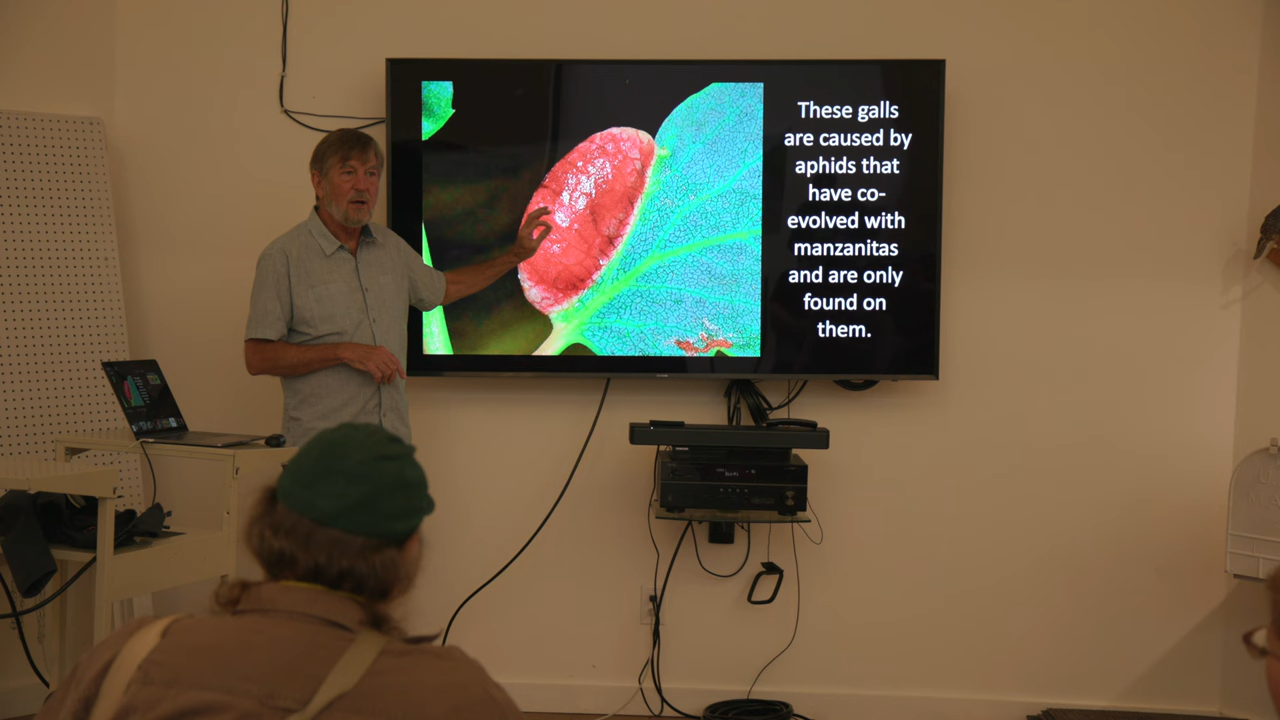 These galls
are caused by
aphids that
have co-
evolved with
manzanitas
and are only
found on
them.